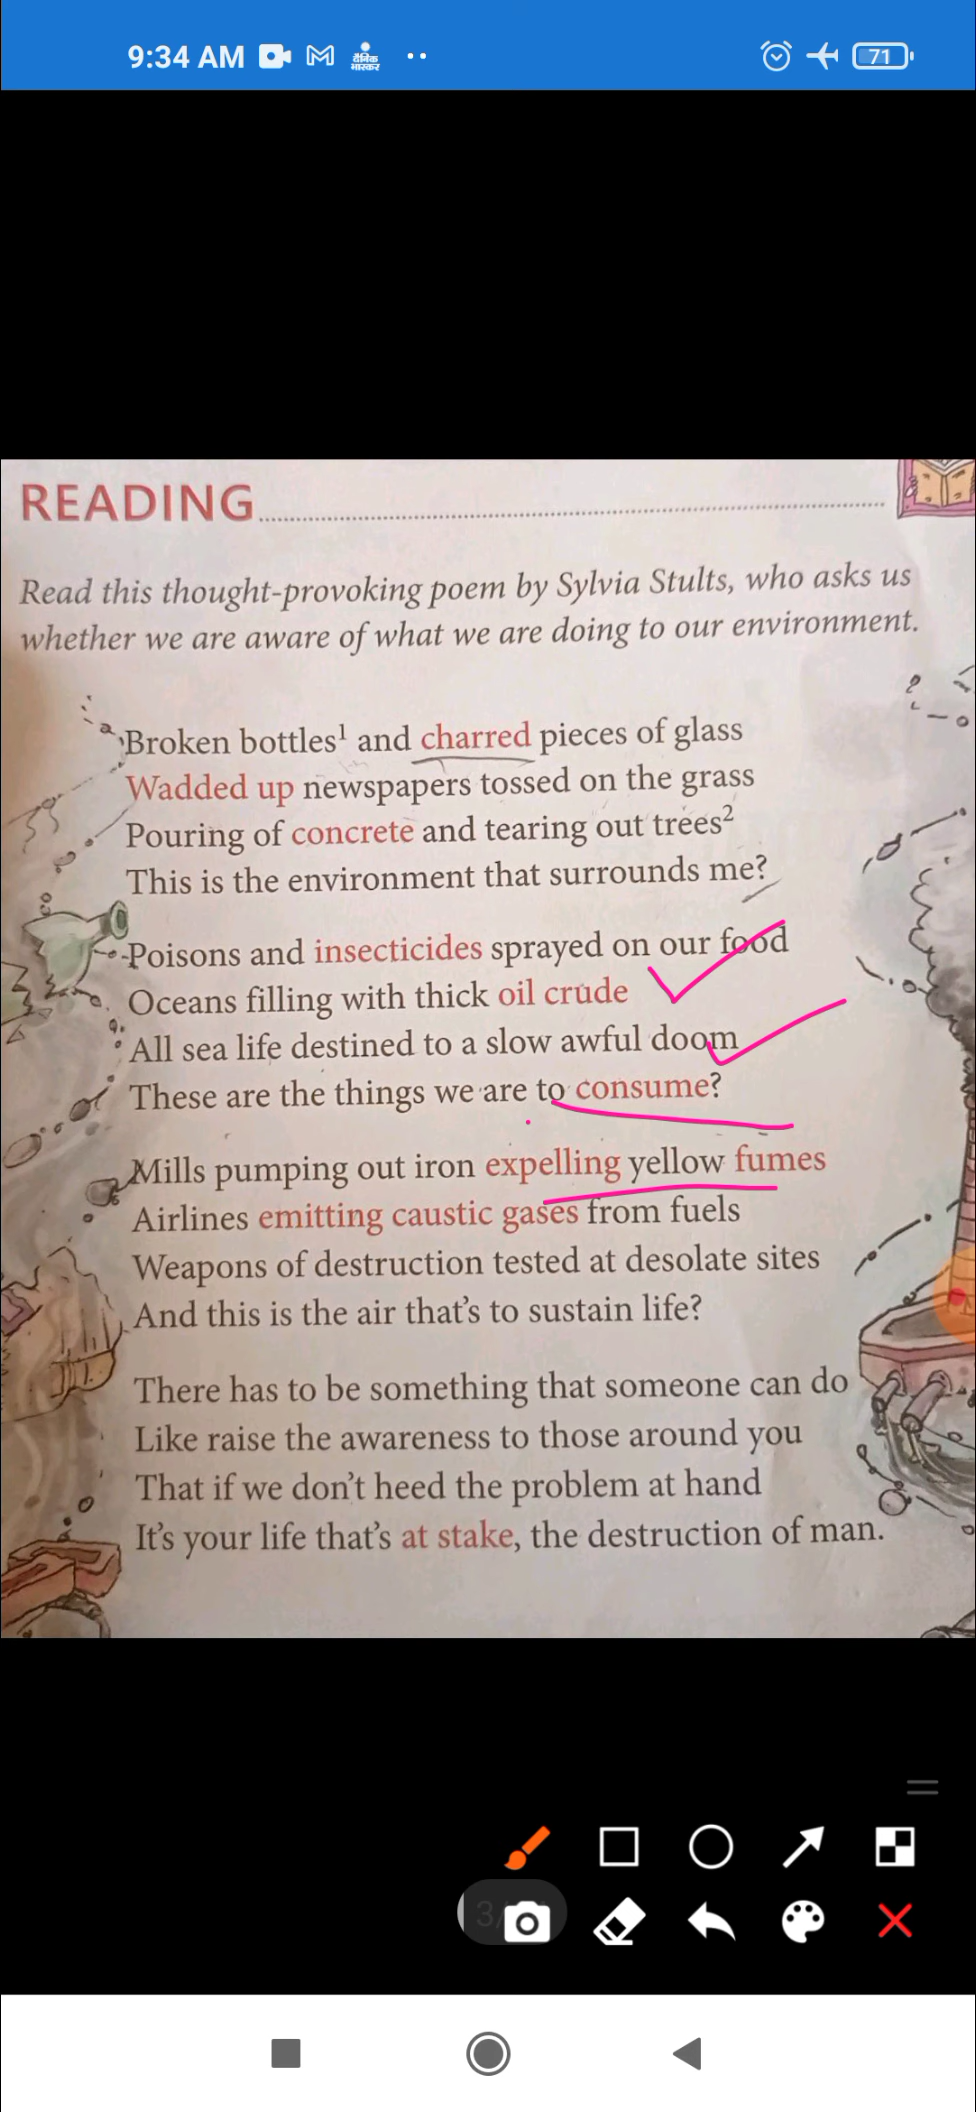 9:34 AM
दैनिक
भास्कर
71
READING
Read this thought-provoking poem by Sylvia Stults, who asks us
whether we are aware of what we are doing to our environment.
Broken bottles¹ and charred pieces of glass
Wadded up newspapers tossed on the grass
Pouring of concrete and tearing out trees²
This is the environment that surrounds me?
Poisons and insecticides sprayed on our food
Oceans filling with thick oil crude
All sea life destined to a slow awful doom
These are the things we are to consume?
Mills pumping out iron expelling yellow fumes
Airlines emitting caustic gases from fuels
Weapons of destruction tested at desolate sites
And this is the air that's to sustain life?
There has to be something that someone can do
Like raise the awareness to those around you
That if we don't heed the problem at hand
It's your life that's at stake, the destruction of man.